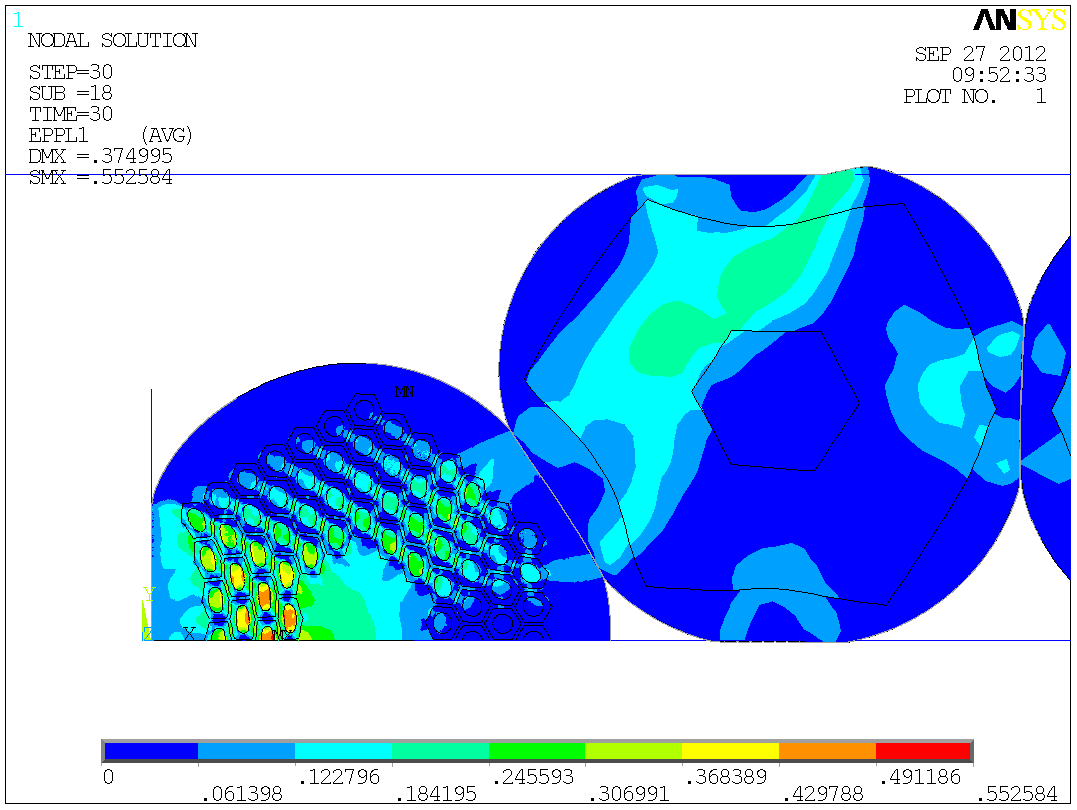 1
ANSYS
NODAL SOLUTION
STEP=30
SUB =18
TIME=30
EPPL1 (AVG)
DMX =.374995
SMX =.552584
SEP 27 2012
09:52:33
PLOT NO. 1
MN
Y
Z X
0 .122796 .245593 .368389 .491186
.061398 .184195 .306991 .429788 .552584